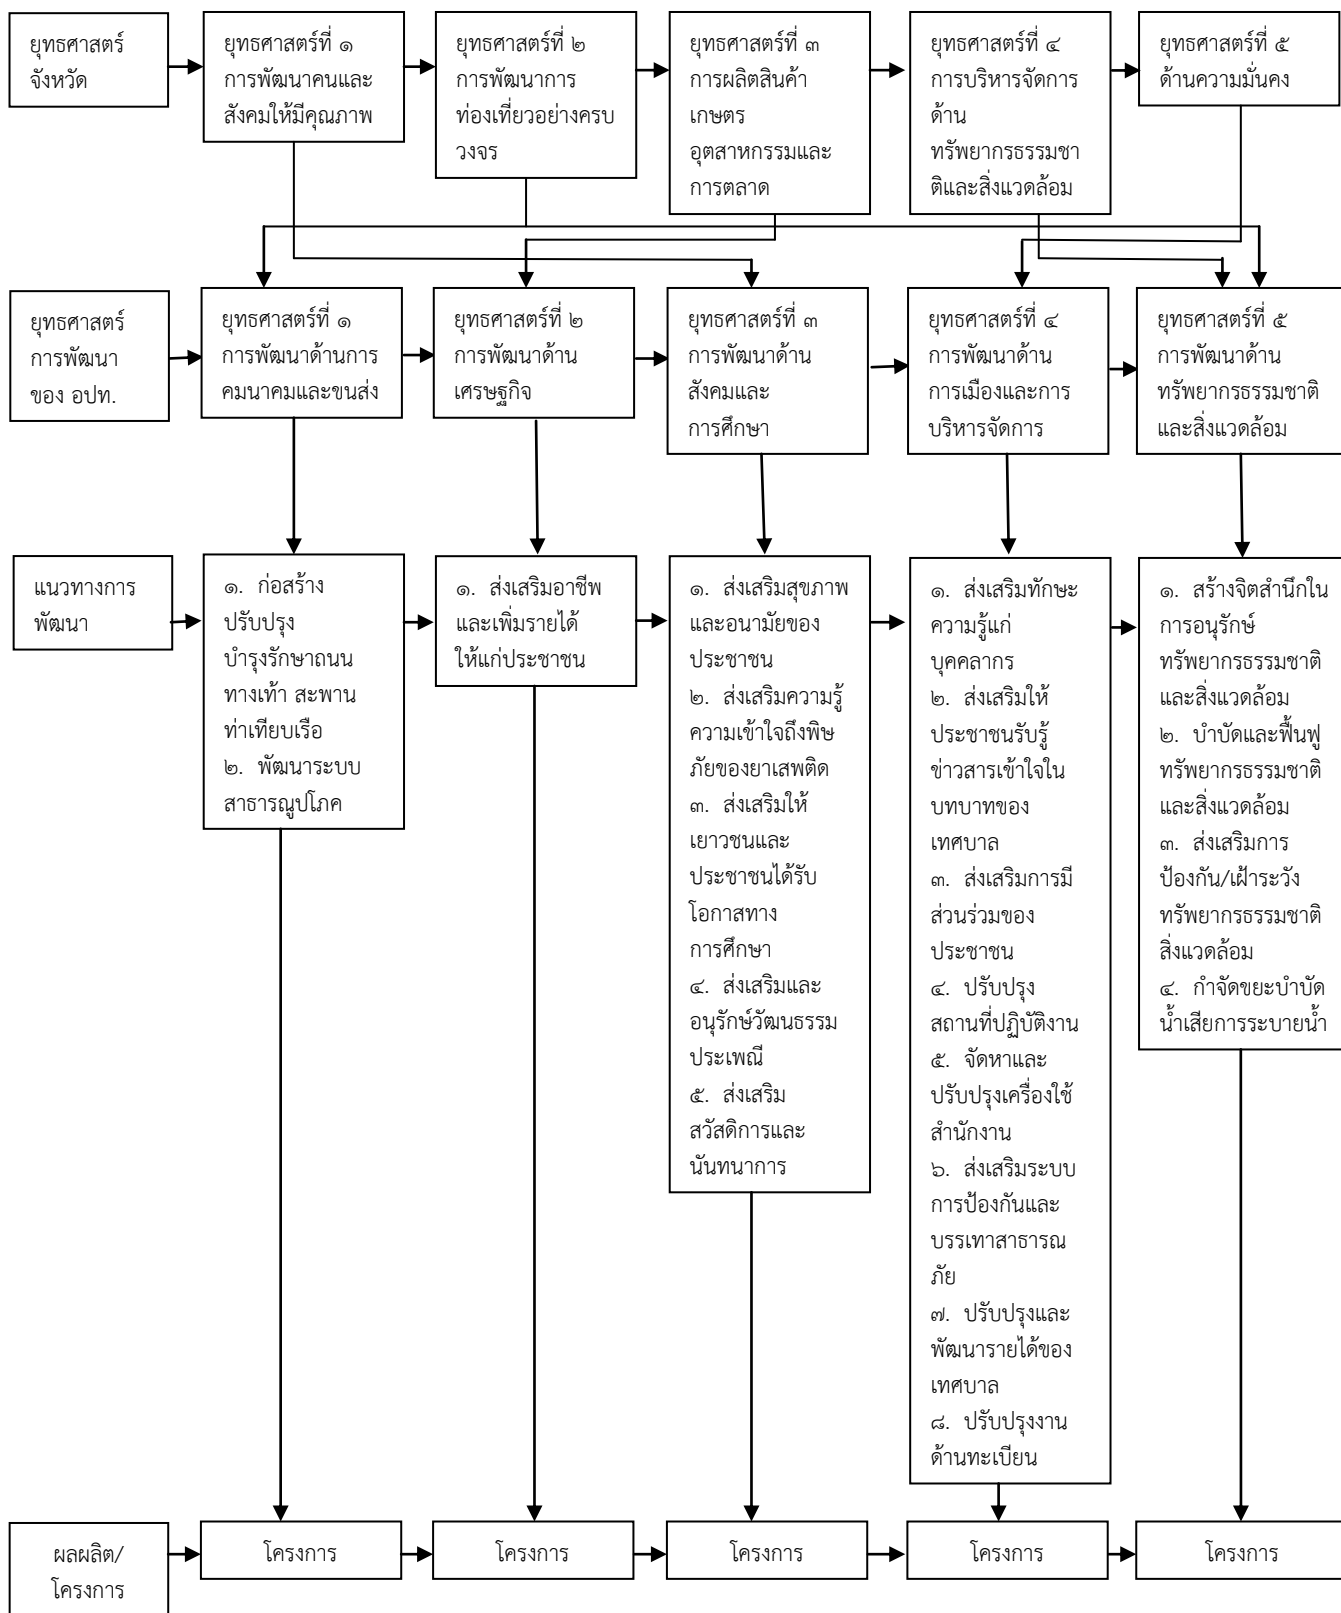 ยุทธศาสตร์
จังหวัด
ยุทธศาสตร์ที่ ๑
การพัฒนาคนและ
สังคมให้มีคุณภาพ
ยุทธศาสตร์ที่ ๒
การพัฒนาการ
ท่องเที่ยวอย่างครบ
วงจร
ยุทธศาสตร์ที่ ๓
การผลิตสินค้า
เกษตร
อุตสาหกรรมและ
การตลาด
ยุทธศาสตร์ที่ ๔
การบริหารจัดการ
ด้าน
ทรัพยากรธรรมชา
ติและสิ่งแวดล้อม
ยุทธศาสตร์ที่ ๕
ด้านความมั่นคง
ยุทธศาสตร์
การพัฒนา
ของ อปท.
ยุทธศาสตร์ที่ ๑
การพัฒนาด้านการ
คมนาคมและขนส่ง
ยุทธศาสตร์ที่ ๒
การพัฒนาด้าน
เศรษฐกิจ
ยุทธศาสตร์ที่ ๓
การพัฒนาด้าน
สังคมและ
การศึกษา
ยุทธศาสตร์ที่ ๔
การพัฒนาด้าน
การเมืองและการ
บริหารจัดการ
ยุทธศาสตร์ที่ ๕
การพัฒนาด้าน
ทรัพยากรธรรมชาติ
และสิ่งแวดล้อม
แนวทางการ
พัฒนา
๑. ก่อสร้าง
ปรับปรุง
บำรุงรักษาถนน
ทางเท้า สะพาน
ท่าเทียบเรือ
๒. พัฒนาระบบ
สาธารณูปโภค
๑. ส่งเสริมอาชีพ
และเพิ่มรายได้
ให้แก่ประชาชน
๑. ส่งเสริมสุขภาพ
และอนามัยของ
ประชาชน
๒. ส่งเสริมความรู้
ความเข้าใจถึงพิษ
ภัยของยาเสพติด
๓. ส่งเสริมให้
เยาวชนและ
ประชาชนได้รับ
โอกาสทาง
การศึกษา
๔. ส่งเสริมและ
อนุรักษ์วัฒนธรรม
ประเพณี
๕. ส่งเสริม
สวัสดิการและ
นันทนาการ
๑. ส่งเสริมทักษะ
ความรู้แก่
บุคคลากร
๒. ส่งเสริมให้
ประชาชนรับรู้
ข่าวสารเข้าใจใน
บทบาทของ
เทศบาล
๓. ส่งเสริมการมี
ส่วนร่วมของ
ประชาชน
๔. ปรับปรุง
สถานที่ปฏิบัติงาน
๕. จัดหาและ
ปรับปรุงเครื่องใช้
สำนักงาน
๖. ส่งเสริมระบบ
การป้องกันและ
บรรเทาสาธารณ
ภัย
๗. ปรับปรุงและ
พัฒนารายได้ของ
เทศบาล
๘. ปรับปรุงงาน
ด้านทะเบียน
๑. สร้างจิตสำนึกใน
การอนุรักษ์
ทรัพยากรธรรมชาติ
และสิ่งแวดล้อม
๒. บำบัดและฟื้นฟู
ทรัพยากรธรรมชาติ
และสิ่งแวดล้อม
๓. ส่งเสริมการ
ป้องกัน/เฝ้าระวัง
ทรัพยากรธรรมชาติ
สิ่งแวดล้อม
๔. กำจัดขยะบำบัด
น้ำเสียการระบายน้ำ
ผลผลิต/
โครงการ
โครงการ
โครงการ
โครงการ
โครงการ
โครงการ